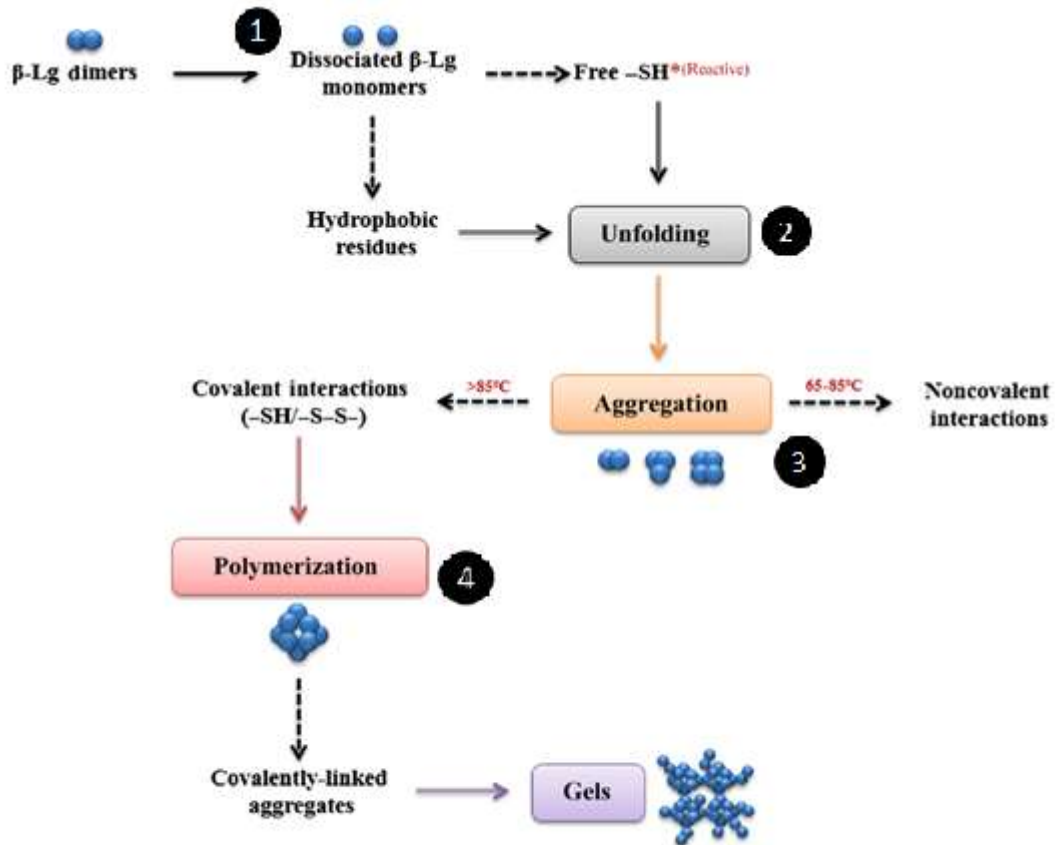 1
β-Lg dimers
Dissociated β-Lg
monomers
Free –SH*(Reactive)
Hydrophobic
residues
Unfolding
2
Covalent interactions
(–SH/–S–S–)
>85ºC
Aggregation
65-85ºC
Noncovalent
interactions
3
Polymerization
4
Covalently-linked
aggregates
Gels